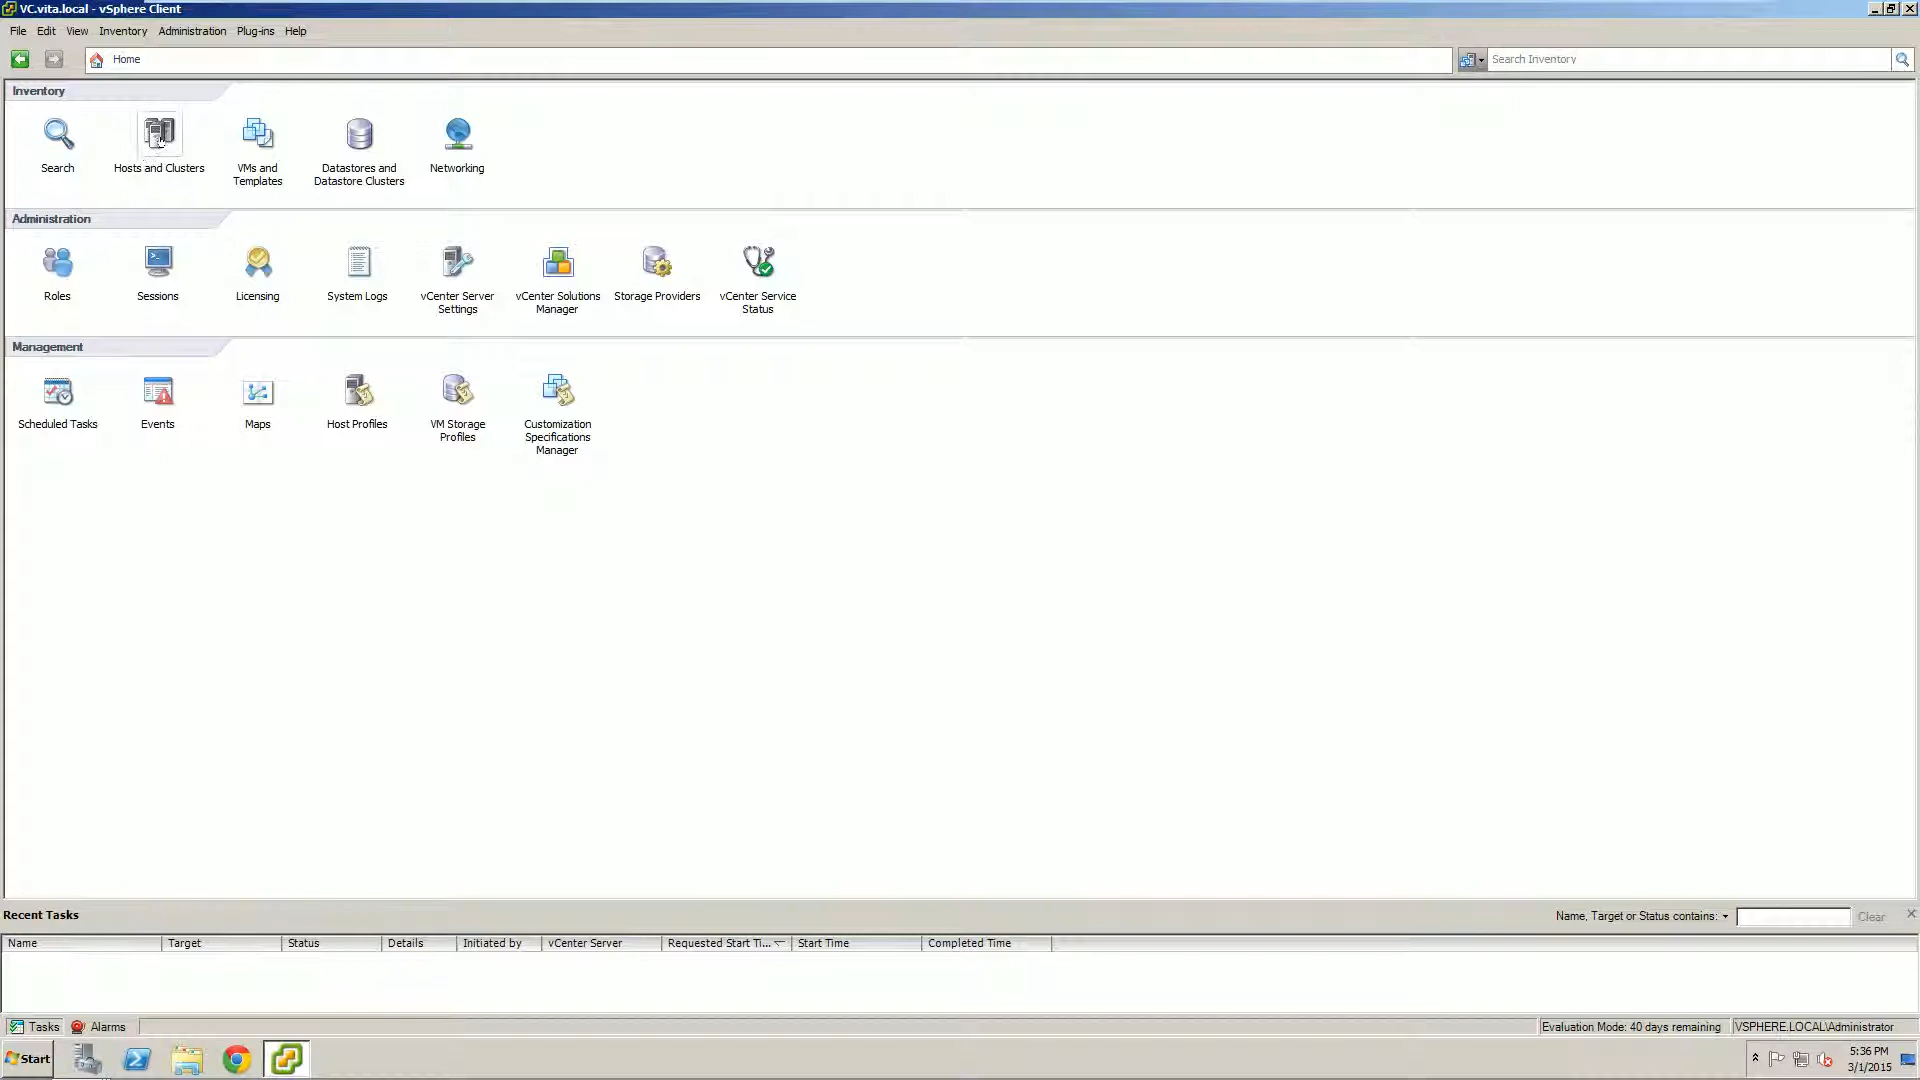 VC.vita.local - vSphere Client
File Edit View Inventory Administration Plug-ins Help
Home
Search Inventory
Inventory
Search
Hosts and Clusters
VMs and
Templates
Datastores and
Datastore Clusters
Networking
Administration
Roles
Sessions
Licensing
System Logs
vCenter Server
Settings
vCenter Solutions
Manager
Storage Providers
vCenter Service
Status
Management
Scheduled Tasks
Events
Maps
Host Profiles
VM Storage
Profiles
Customization
Specifications
Manager
Recent Tasks
Name, Target or Status contains:
Clear
Name Target Status Details Initiated by vCenter Server Requested Start Ti... Start Time Completed Time
Tasks Alarms
Evaluation Mode: 40 days remaining
VSPHERE.LOCAL\Administrator
Start
5:36 PM
3/1/2015